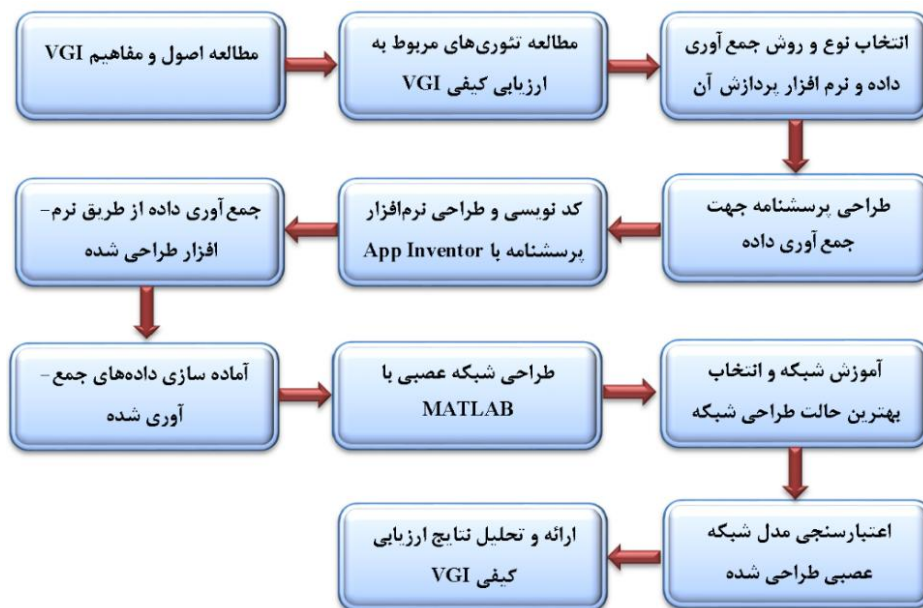 مطالعه اصول و مفاهیم VGI
مطالعه تئوری‌های مربوط به
ارزیابی کیفی VGI
انتخاب نوع و روش جمع آوری
داده و نرم افزار پردازش آن
طراحی پرسشنامه جهت
جمع آوری داده
کد نویسی و طراحی نرم‌افزار
پرسشنامه با App Inventor
جمع آوری داده از طریق نرم-
افزار طراحی شده
آماده سازی داده‌های جمع-
آوری شده
طراحی شبکه عصبی با
MATLAB
آموزش شبکه و انتخاب
بهترین حالت طراحی شبکه
اعتبارسنجی مدل شبکه
عصبی طراحی شده
ارائه و تحلیل نتایج ارزیابی
کیفی VGI